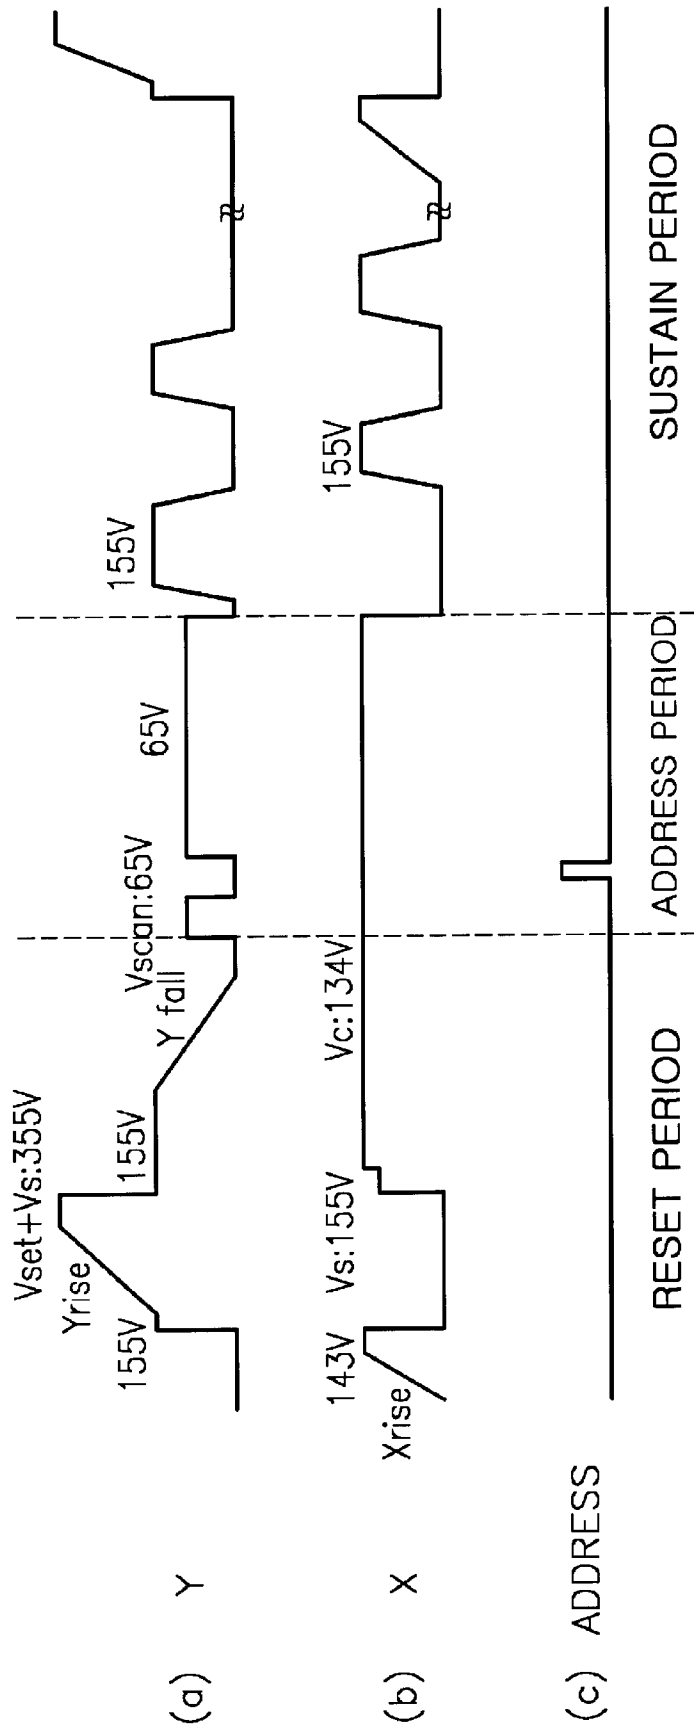 (a) Y
155V
Yrise
Vset+Vs:355V
155V
Y fall
Vscan:65V
65V
155V
(b) X
Xrise
143V
Vs:155V
Vc:134V
155V
(c) ADDRESS
RESET PERIOD
ADDRESS PERIOD
SUSTAIN PERIOD